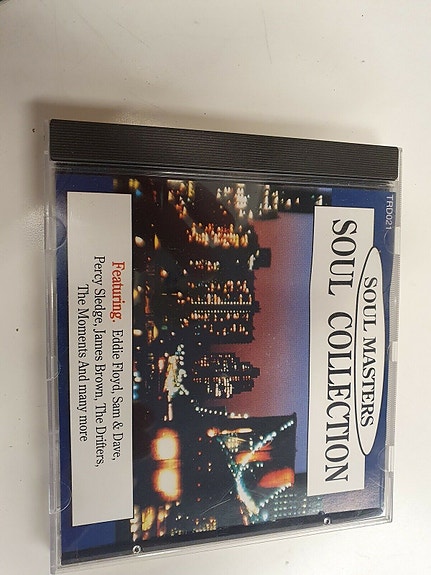 TRD021
SOUL MASTERS
SOUL COLLECTION
Featuring, Eddie Floyd, Sam & Dave,
Percy Sledge, James Brown, The Drifters,
The Moments And many more